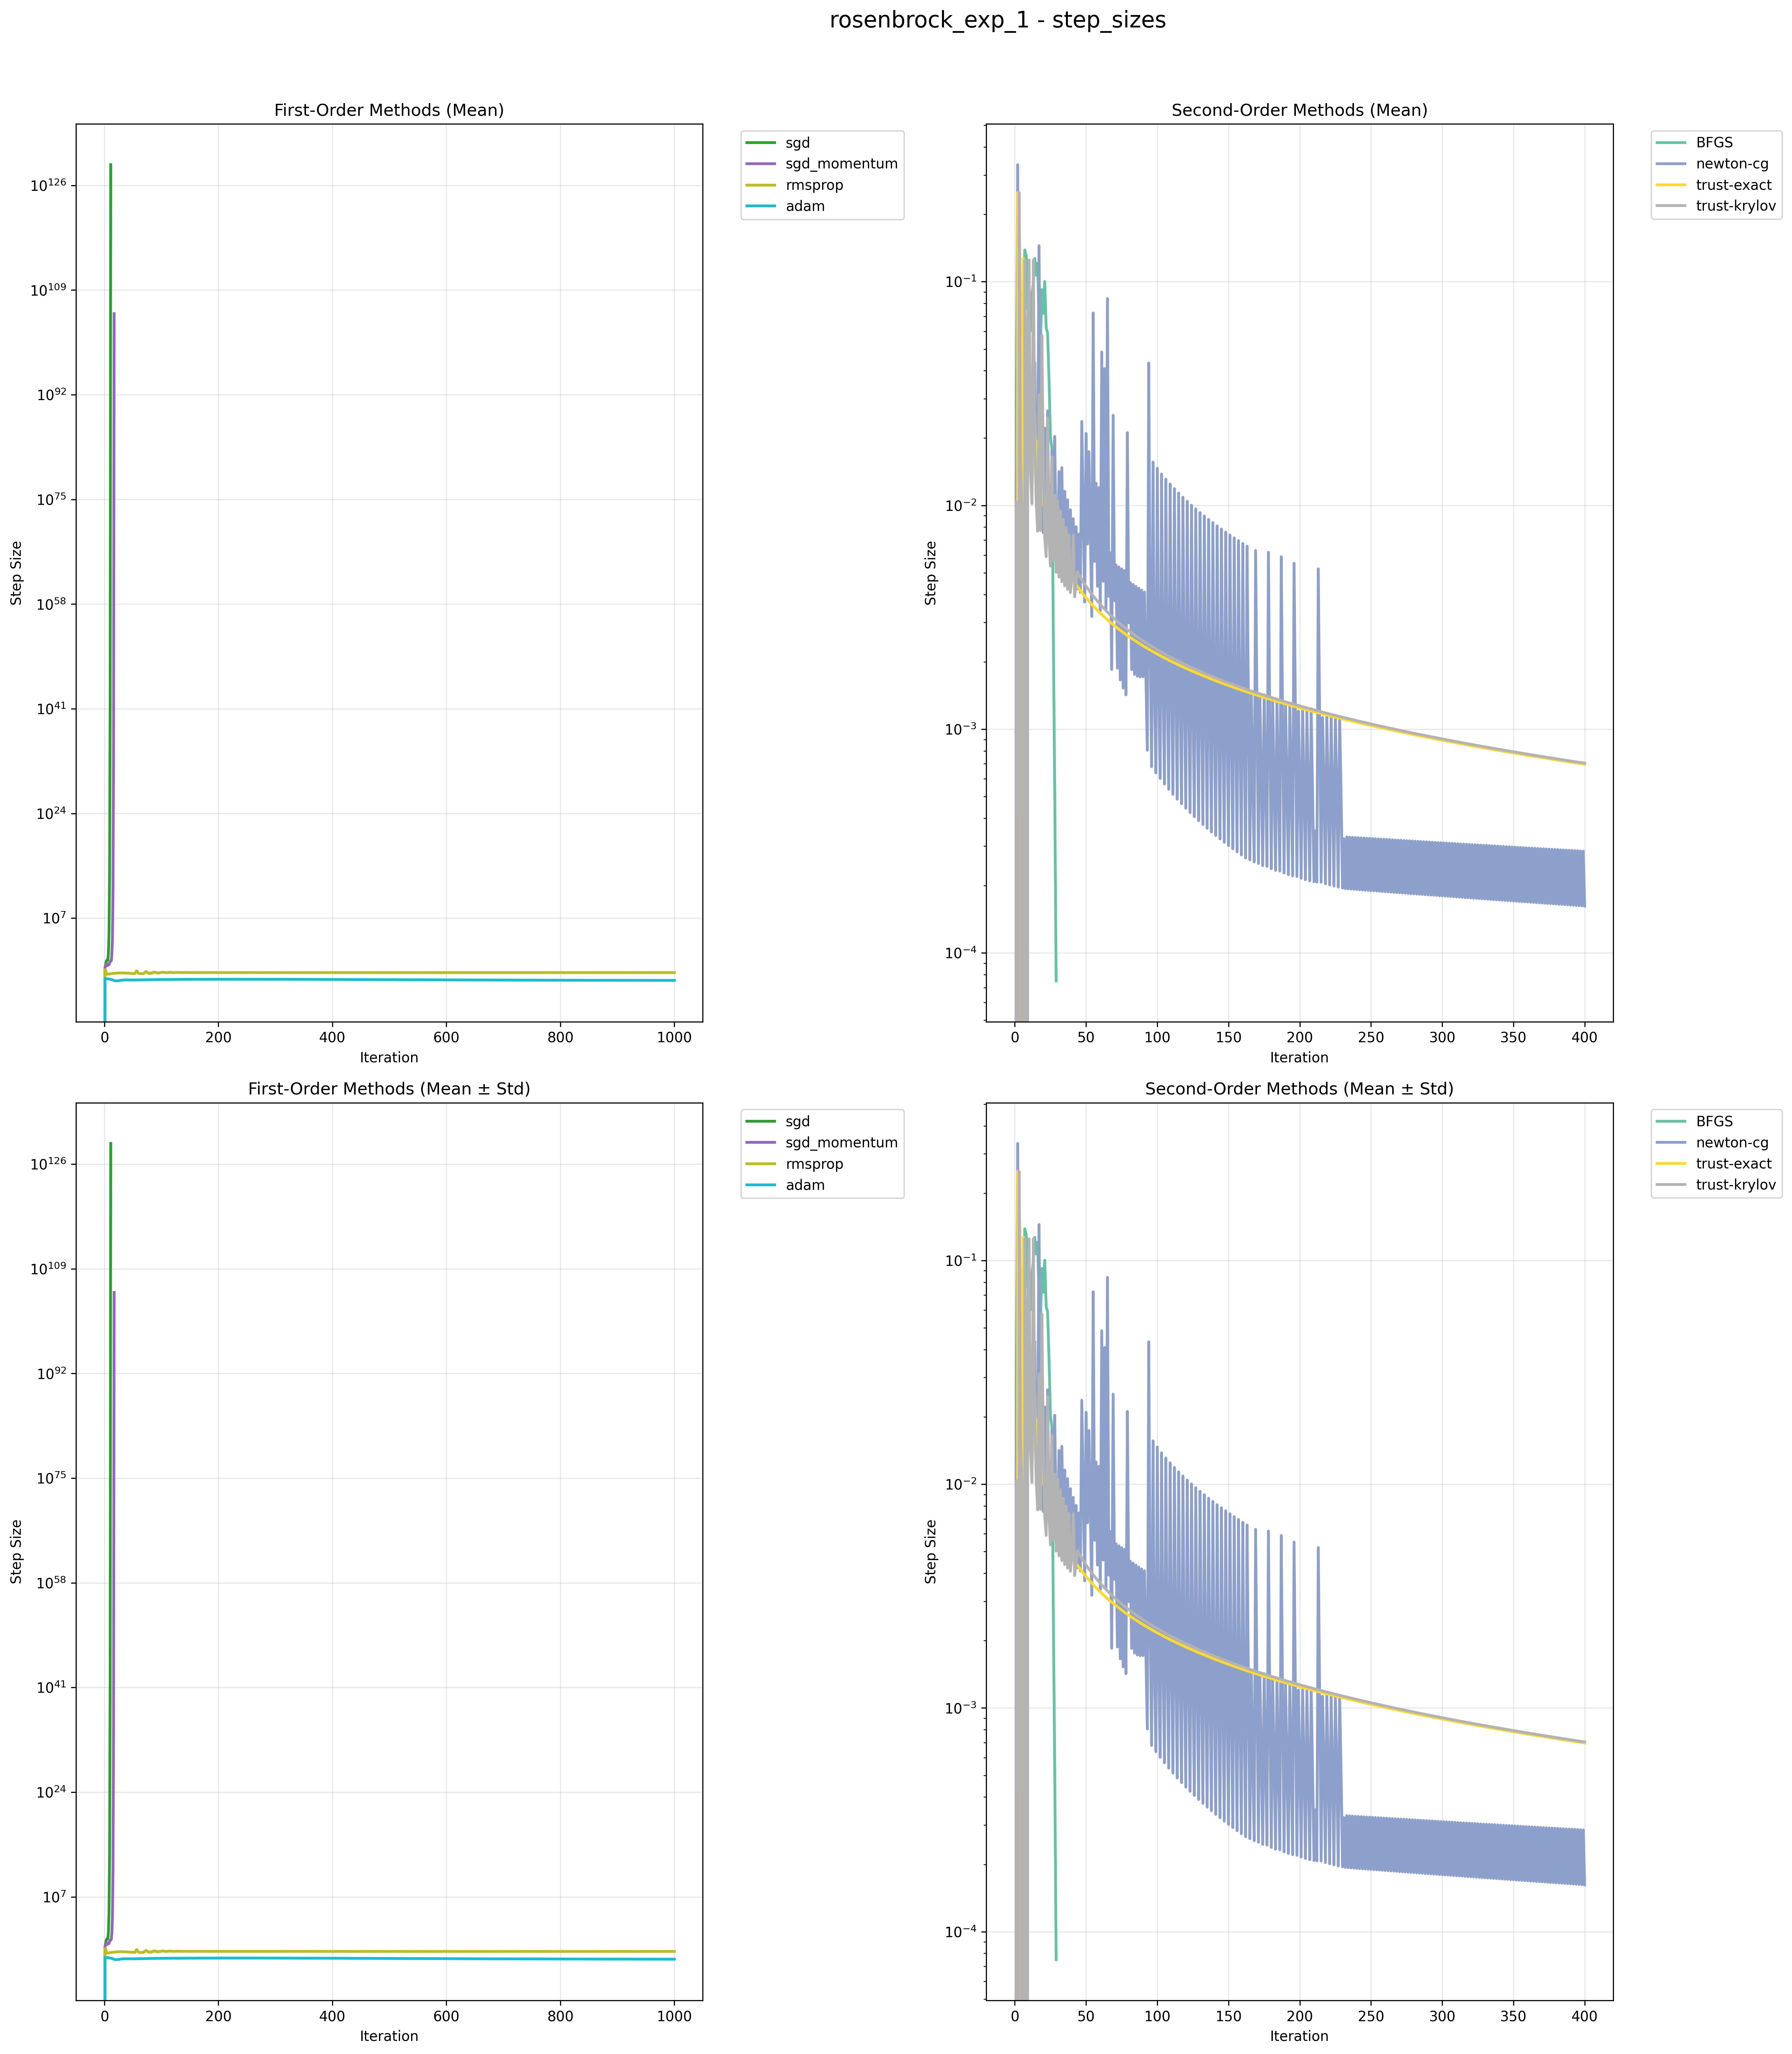 rosenbrock_exp_1 - step_sizes
First-Order Methods (Mean)
Step Size
10^126
10^109
10^92
10^75
10^58
10^41
10^24
10^7
0 200 400 600 800 1000
Iteration
sgd
sgd_momentum
rmsprop
adam
Second-Order Methods (Mean)
Step Size
10^−1
10^−2
10^−3
10^−4
0 50 100 150 200 250 300 350 400
Iteration
BFGS
newton-cg
trust-exact
trust-krylov
First-Order Methods (Mean ± Std)
Step Size
10^126
10^109
10^92
10^75
10^58
10^41
10^24
10^7
0 200 400 600 800 1000
Iteration
sgd
sgd_momentum
rmsprop
adam
Second-Order Methods (Mean ± Std)
Step Size
10^−1
10^−2
10^−3
10^−4
0 50 100 150 200 250 300 350 400
Iteration
BFGS
newton-cg
trust-exact
trust-krylov